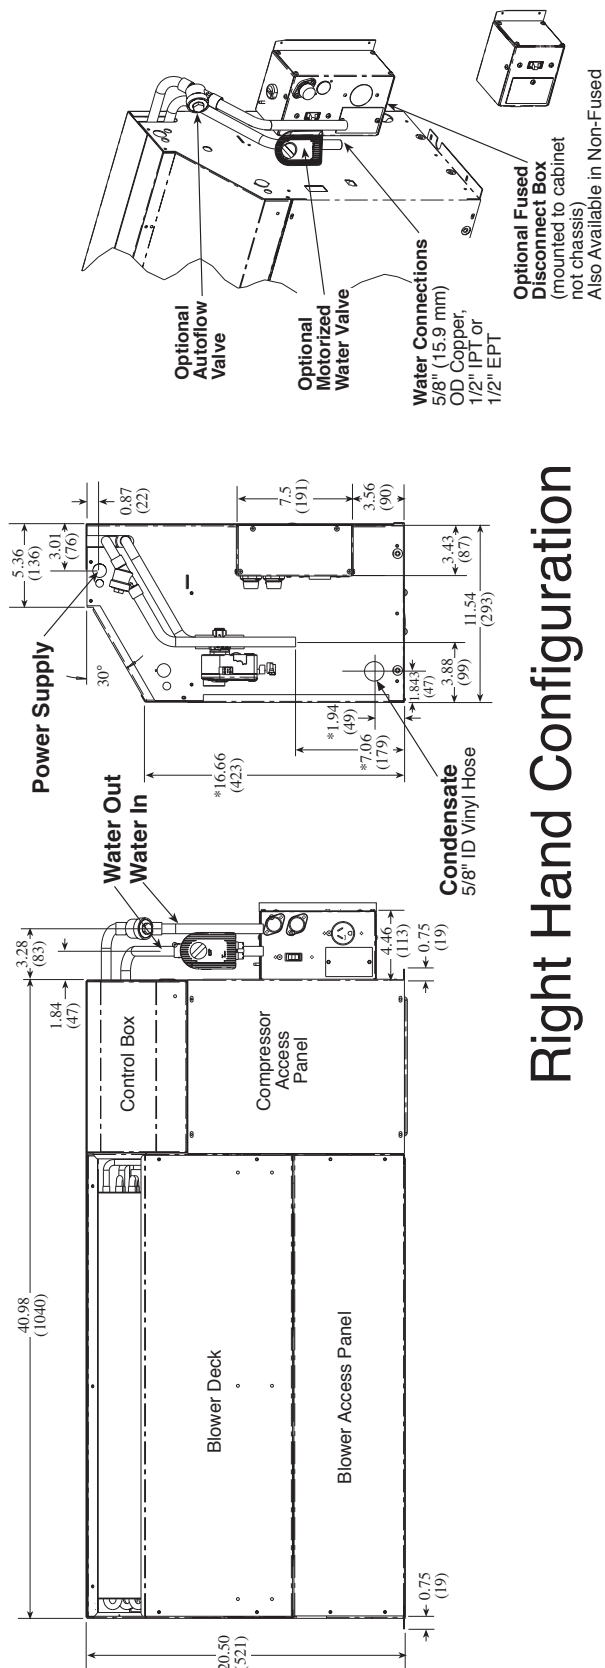 40.98
(1040)
20.50
(521)
0.75
(19)
Blower Deck
Blower Access Panel
Control Box
Compressor
Access
Panel
1.84
(47)
3.28
(83)
Water Out
Water In
4.46
(113)
0.75
(19)
Power Supply
5.36
(136)
3.01
(76)
0.87
(22)
30°
*16.66
(423)
*7.06
(179)
*1.94
(49)
7.5
(191)
3.56
(90)
3.43
(87)
11.54
(293)
3.88
(99)
1.843
(47)
Condensate
5/8" ID Vinyl Hose
Optional
Autoflow
Valve
Optional
Motorized
Water Valve
Water Connections
5/8" (15.9 mm)
OD Copper,
1/2" IPT or
1/2" EPT
Optional Fused
Disconnect Box
(mounted to cabinet
not chassis)
Also Available in Non-Fused
Right Hand Configuration